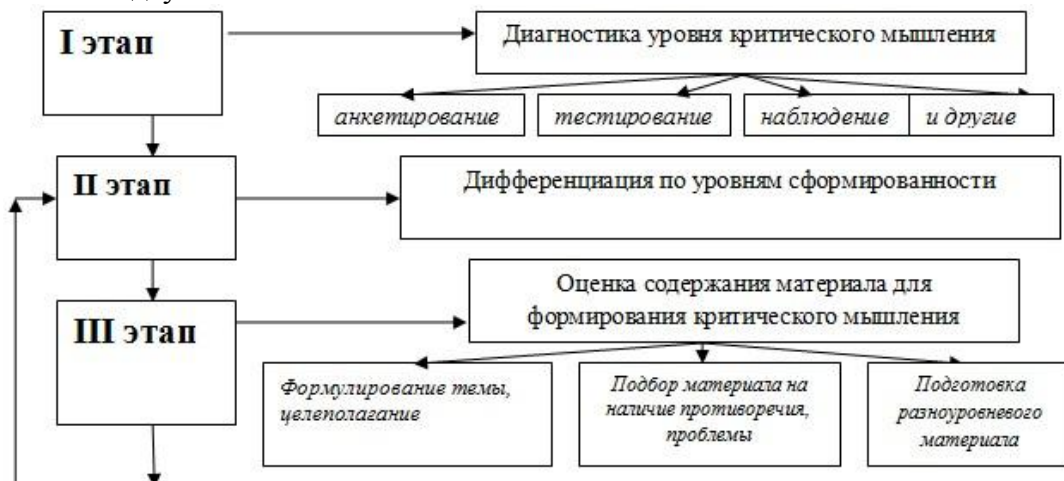 I этап
Диагностика уровня критического мышления
анкетирование
тестирование
наблюдение
и другие
II этап
Дифференциация по уровням сформированности
III этап
Оценка содержания материала для
формирования критического мышления
Формулирование темы,
целеполагание
Подбор материала на
наличие противоречия,
проблемы
Подготовка
разноуровневого
материала